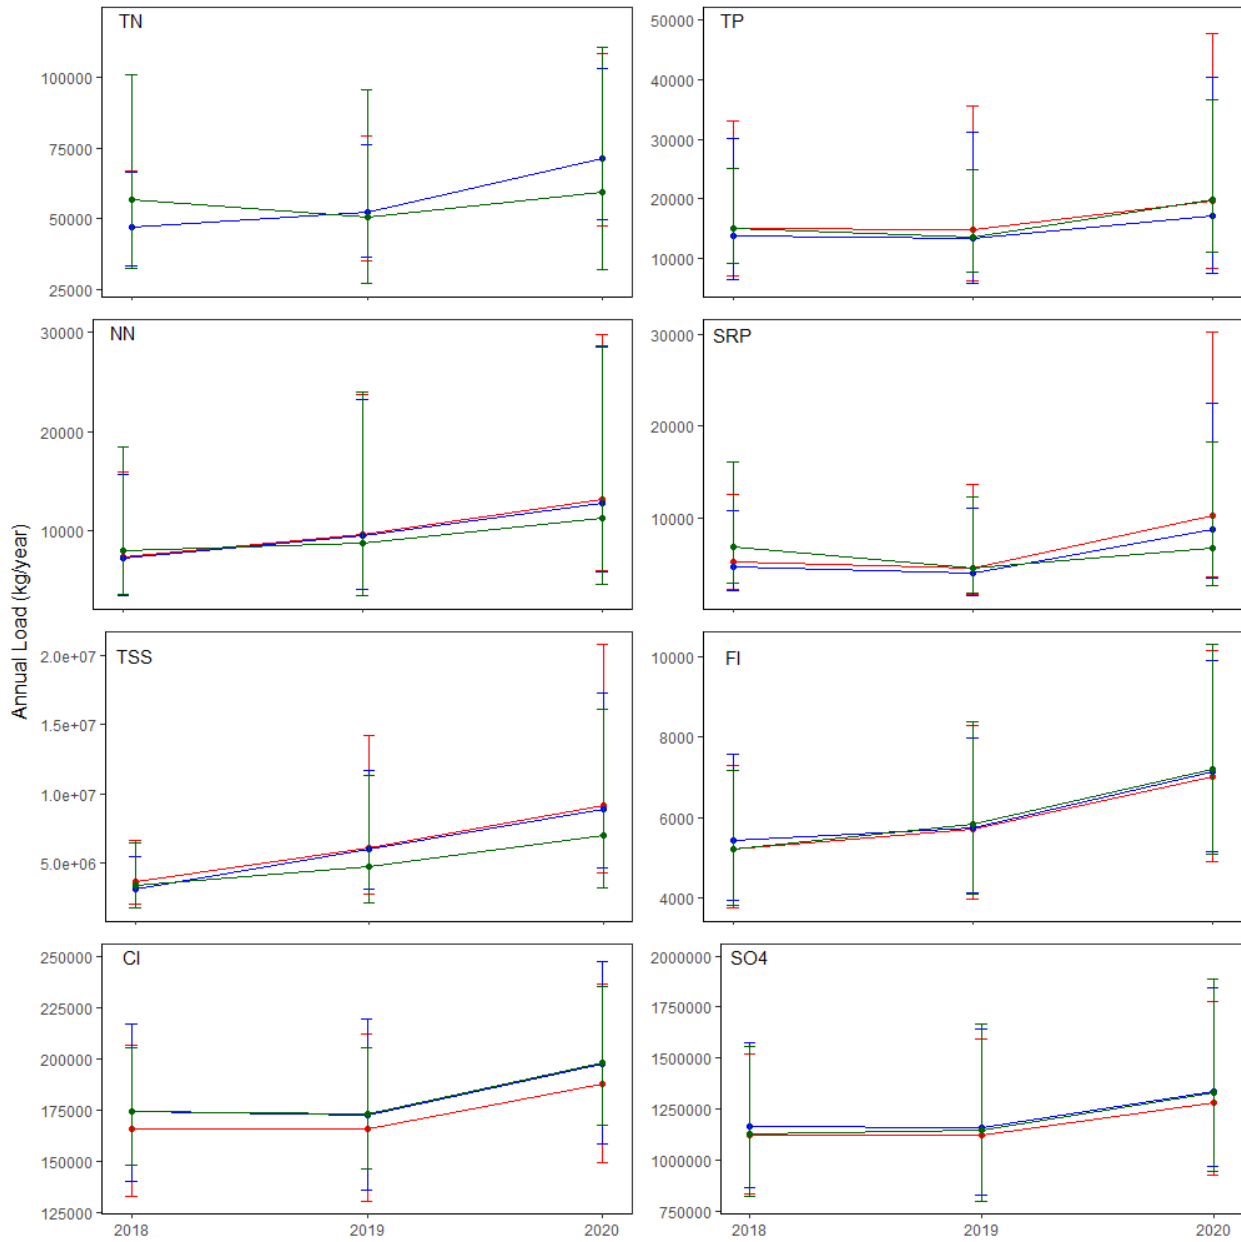 Annual Load (kg/year)
TN
100000
75000
50000
25000
TP
50000
40000
30000
20000
10000
NN
30000
20000
10000
SRP
30000
20000
10000
TSS
2.0e+07
1.5e+07
1.0e+07
5.0e+06
Fl
10000
8000
6000
4000
Cl
250000
225000
200000
175000
150000
125000
2018 2019 2020
SO4
2000000
1750000
1500000
1250000
1000000
750000
2018 2019 2020